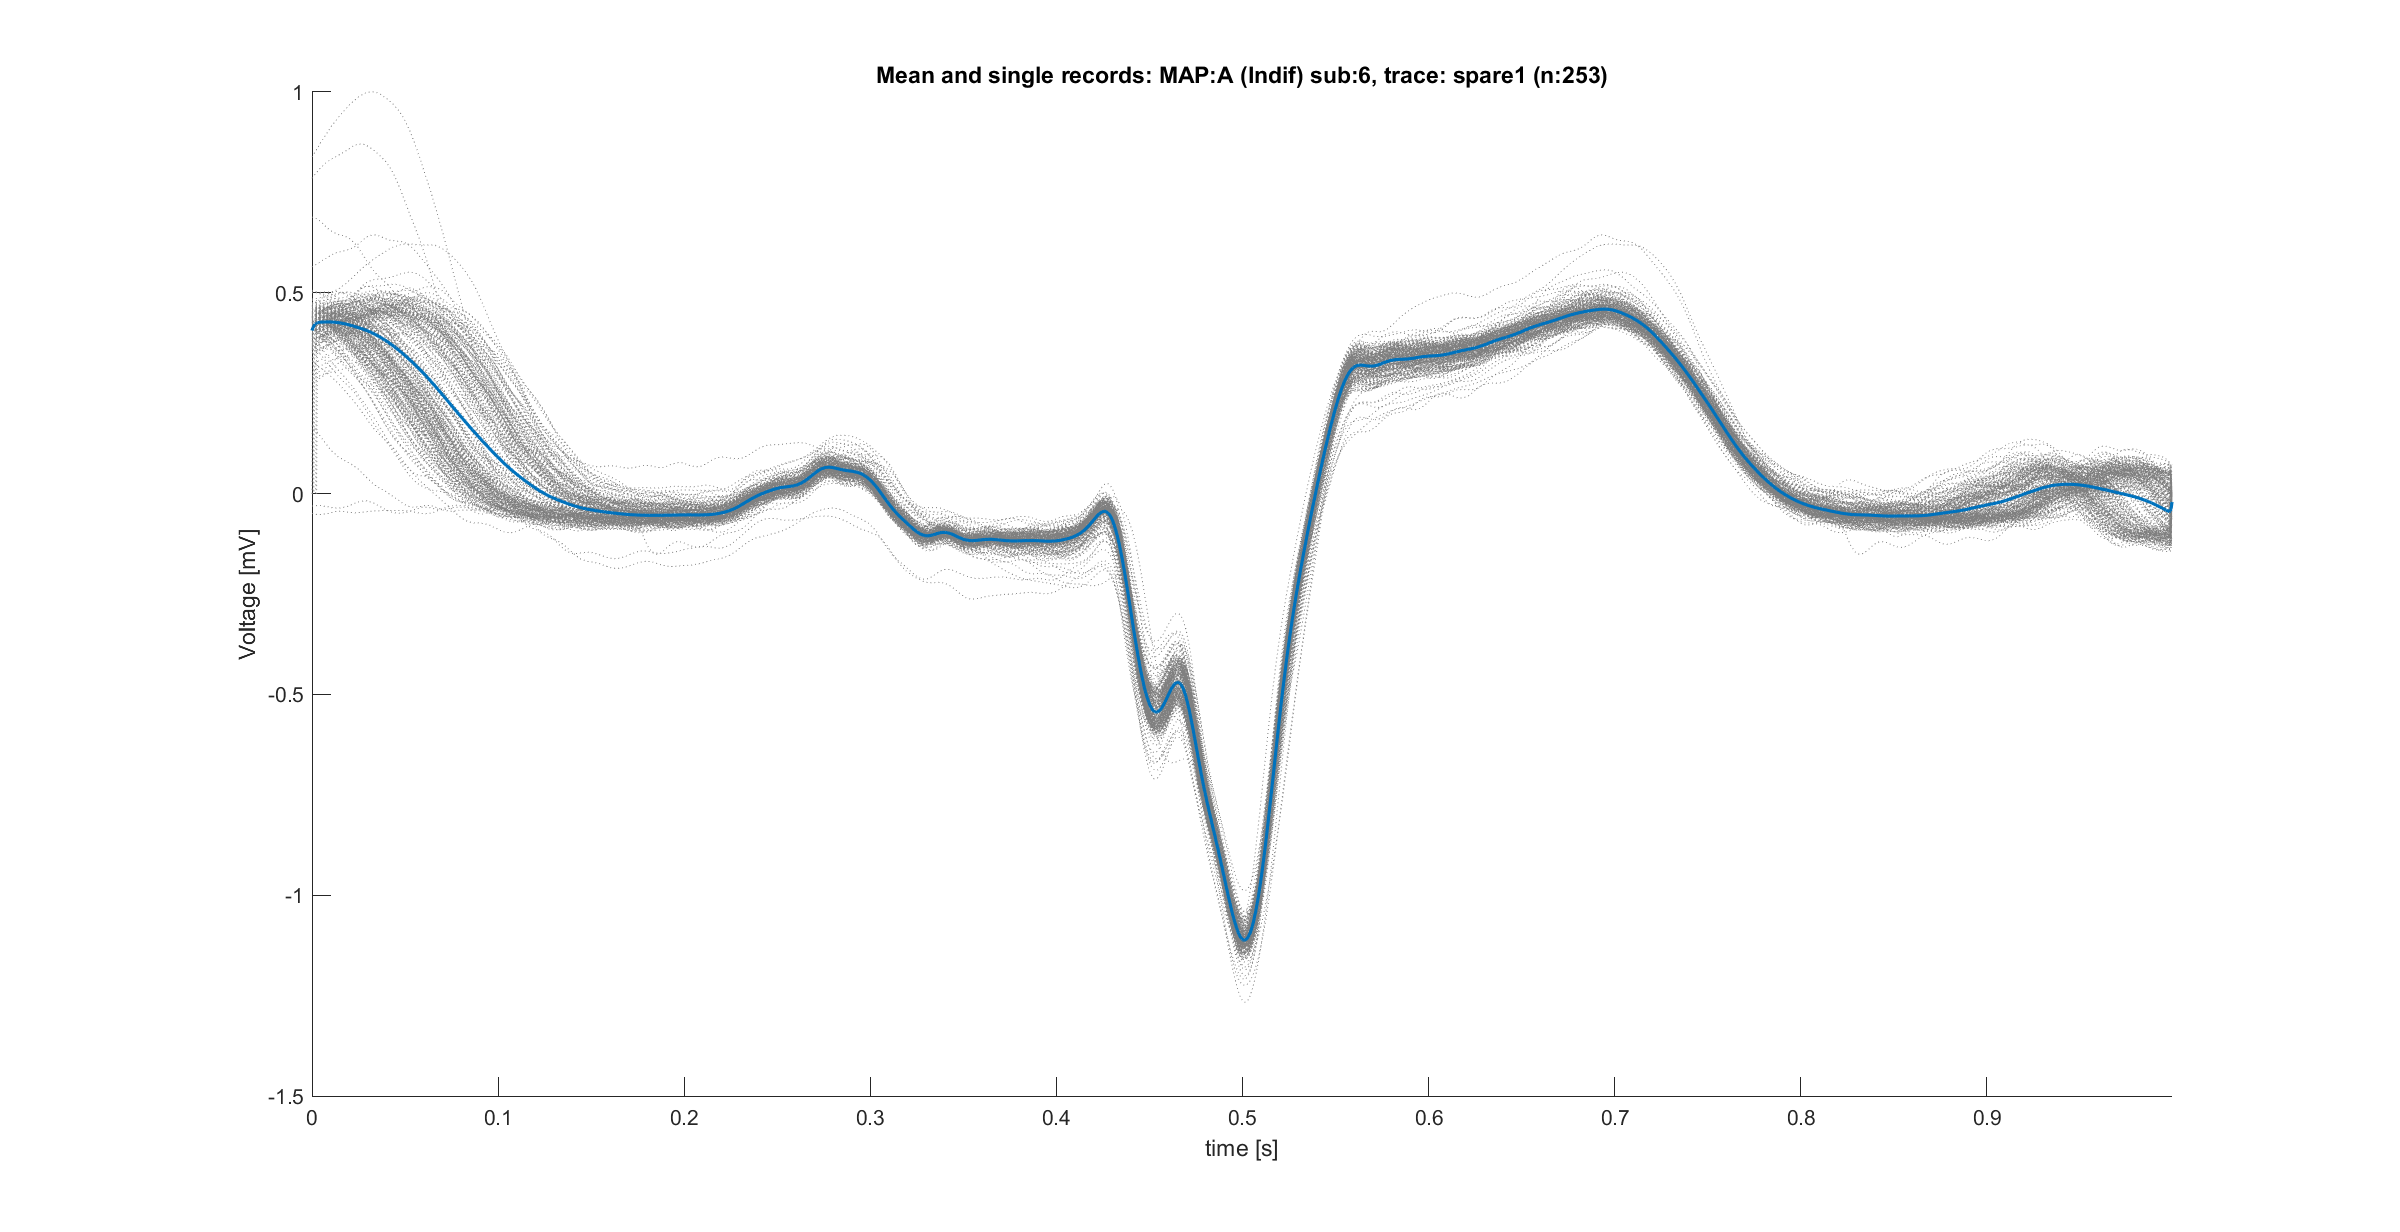 Mean and single records: MAP:A (Indif) sub:6, trace: spare1 (n:253)
1
0.5
0
-0.5
-1
-1.5
Voltage [mV]
0 0.1 0.2 0.3 0.4 0.5 0.6 0.7 0.8 0.9
time [s]